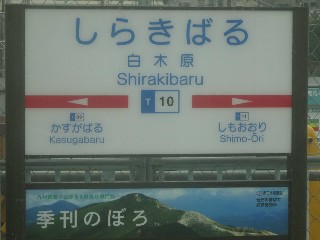 しらきばる
白木原
Shirakibaru
T 10
かすがばる
Kasugabaru
しもおおり
Shimo-Ōri
季刊のぼろ